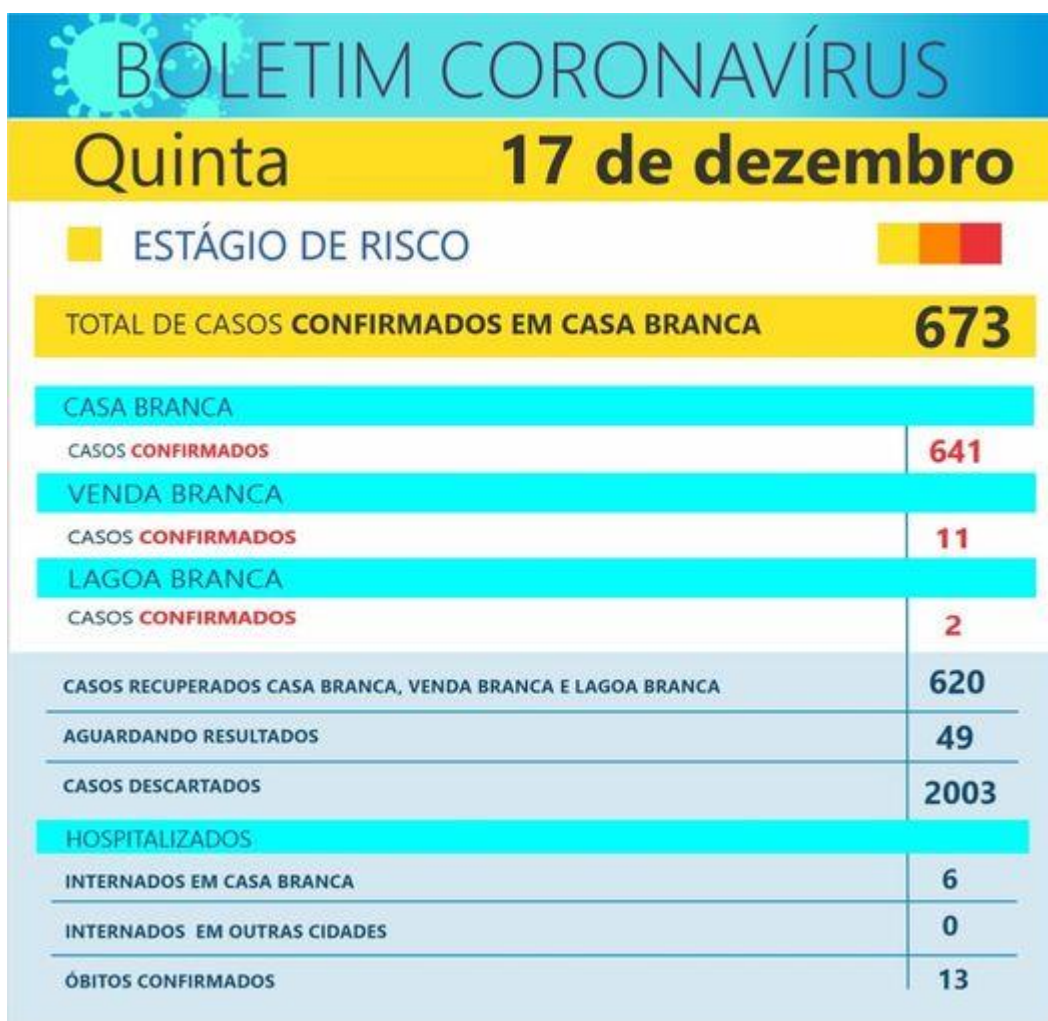 BOLETIM CORONAVÍRUS
Quinta 17 de dezembro
ESTÁGIO DE RISCO
TOTAL DE CASOS CONFIRMADOS EM CASA BRANCA 673
CASA BRANCA
CASOS CONFIRMADOS 641
VENDA BRANCA
CASOS CONFIRMADOS 11
LAGOA BRANCA
CASOS CONFIRMADOS 2
CASOS RECUPERADOS CASA BRANCA, VENDA BRANCA E LAGOA BRANCA 620
AGUARDANDO RESULTADOS 49
CASOS DESCARTADOS 2003
HOSPITALIZADOS
INTERNADOS EM CASA BRANCA 6
INTERNADOS EM OUTRAS CIDADES 0
ÓBITOS CONFIRMADOS 13